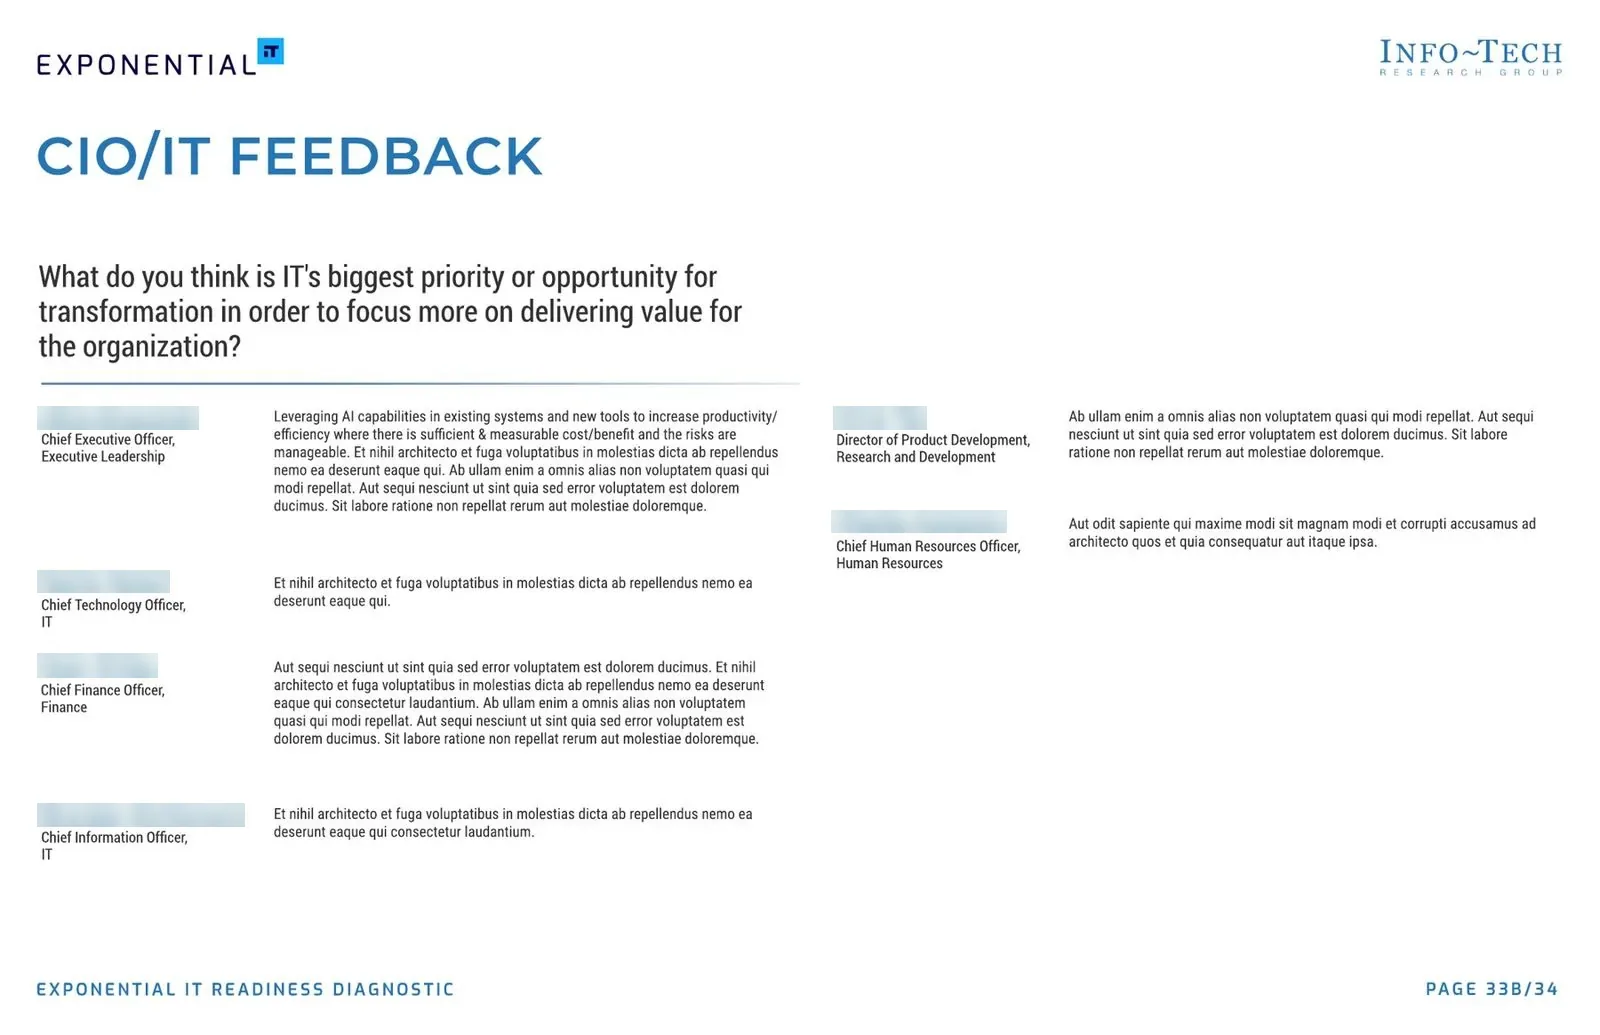 EXPONENTIAL iT
INFO~TECH
RESEARCH GROUP
CIO/IT FEEDBACK
What do you think is IT's biggest priority or opportunity for
transformation in order to focus more on delivering value for
the organization?
Chief Executive Officer,
Executive Leadership
Leveraging AI capabilities in existing systems and new tools to increase productivity/
efficiency where there is sufficient & measurable cost/benefit and the risks are
manageable. Et nihil architecto et fuga voluptatibus in molestias dicta ab repellendus
nemo ea deserunt eaque qui. Ab ullam enim a omnis alias non voluptatem quasi qui
modi repellat. Aut sequi nesciunt ut sint quia sed error voluptatem est dolorem
ducimus. Sit labore ratione non repellat rerum aut molestiae doloremque.
Chief Technology Officer,
IT
Et nihil architecto et fuga voluptatibus in molestias dicta ab repellendus nemo ea
deserunt eaque qui.
Chief Finance Officer,
Finance
Aut sequi nesciunt ut sint quia sed error voluptatem est dolorem ducimus. Et nihil
architecto et fuga voluptatibus in molestias dicta ab repellendus nemo ea deserunt
eaque qui consectetur laudantium. Ab ullam enim a omnis alias non voluptatem
quasi qui modi repellat. Aut sequi nesciunt ut sint quia sed error voluptatem est
dolorem ducimus. Sit labore ratione non repellat rerum aut molestiae doloremque.
Chief Information Officer,
IT
Et nihil architecto et fuga voluptatibus in molestias dicta ab repellendus nemo ea
deserunt eaque qui consectetur laudantium.
Director of Product Development,
Research and Development
Ab ullam enim a omnis alias non voluptatem quasi qui modi repellat. Aut sequi
nesciunt ut sint quia sed error voluptatem est dolorem ducimus. Sit labore
ratione non repellat rerum aut molestiae doloremque.
Chief Human Resources Officer,
Human Resources
Aut odit sapiente qui maxime modi sit magnam modi et corrupti accusamus ad
architecto quos et quia consequatur aut itaque ipsa.
EXPONENTIAL IT READINESS DIAGNOSTIC
PAGE 33B/34